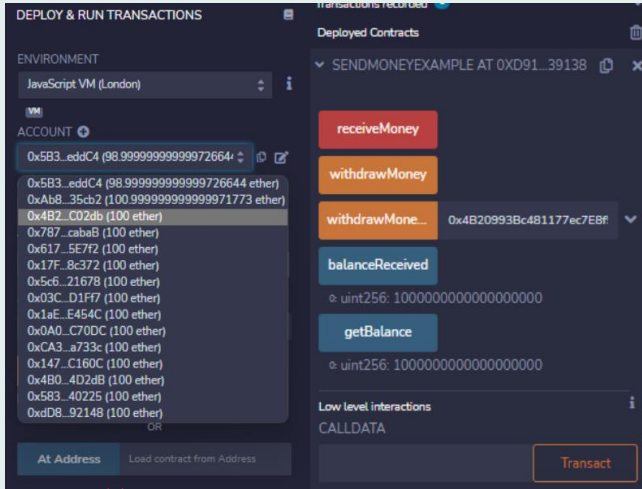 DEPLOY & RUN TRANSACTIONS
ENVIRONMENT
JavaScript VM (London)
VM
ACCOUNT
0x5B3...eddC4 (98.99999999999972664
0x5B3...eddC4 (98.999999999999726644 ether)
0xAb8...35cb2 (100.999999999999971773 ether)
0x4B2...C02db (100 ether)
0x787...cabaB (100 ether)
0x617...5E7f2 (100 ether)
0x17F...8c372 (100 ether)
0x5c6...21678 (100 ether)
0x03C...D1Ff7 (100 ether)
0x1aE...E454C (100 ether)
0x0A0...C70DC (100 ether)
0xCA3...a733c (100 ether)
0x147...C160C (100 ether)
0x4B0...4D2dB (100 ether)
0x583...40225 (100 ether)
0xdD8...92148 (100 ether)
OR
At Address
Load contract from Address
Transactions recorded
Deployed Contracts
SENDMONEYEXAMPLE AT 0XD91...39138
receiveMoney
withdrawMoney
withdrawMone... 0x4B20993Bc481177ec7E8f
balanceReceived
0: uint256: 1000000000000000000
getBalance
0: uint256: 1000000000000000000
Low level interactions
CALLDATA
Transact